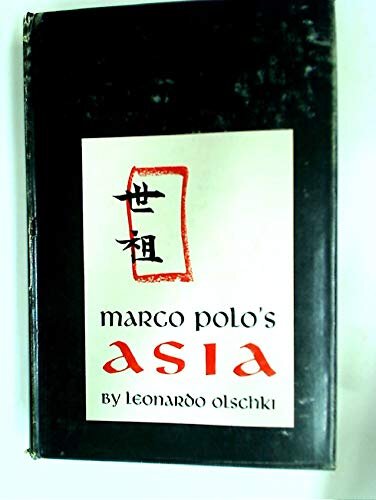 世
祖
Marco Polo's
ASIA
By Leonardo Olschki